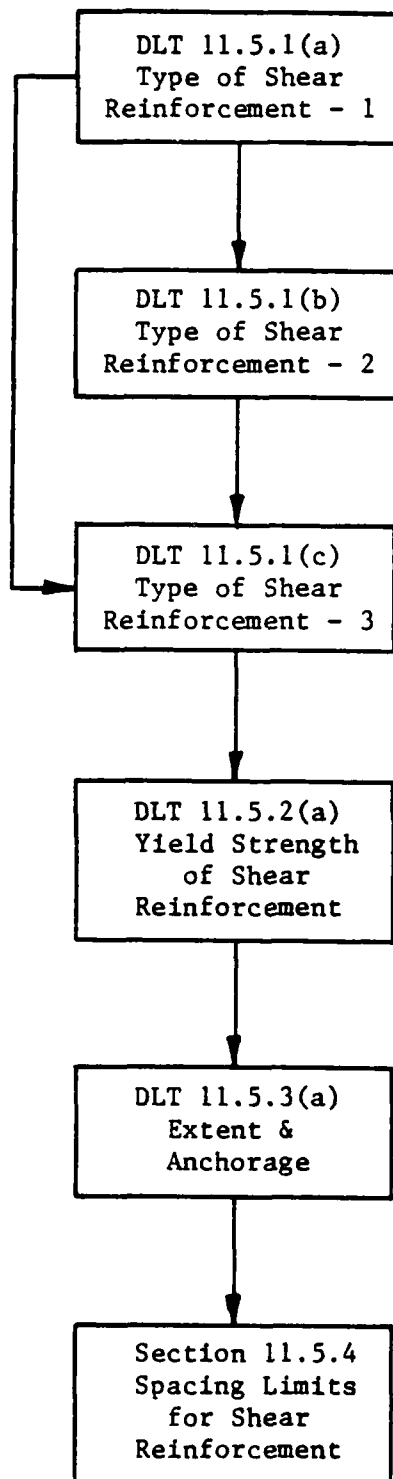 DLT 11.5.1(a)
Type of Shear
Reinforcement - 1
DLT 11.5.1(b)
Type of Shear
Reinforcement - 2
DLT 11.5.1(c)
Type of Shear
Reinforcement - 3
DLT 11.5.2(a)
Yield Strength
of Shear
Reinforcement
DLT 11.5.3(a)
Extent &
Anchorage
Section 11.5.4
Spacing Limits
for Shear
Reinforcement